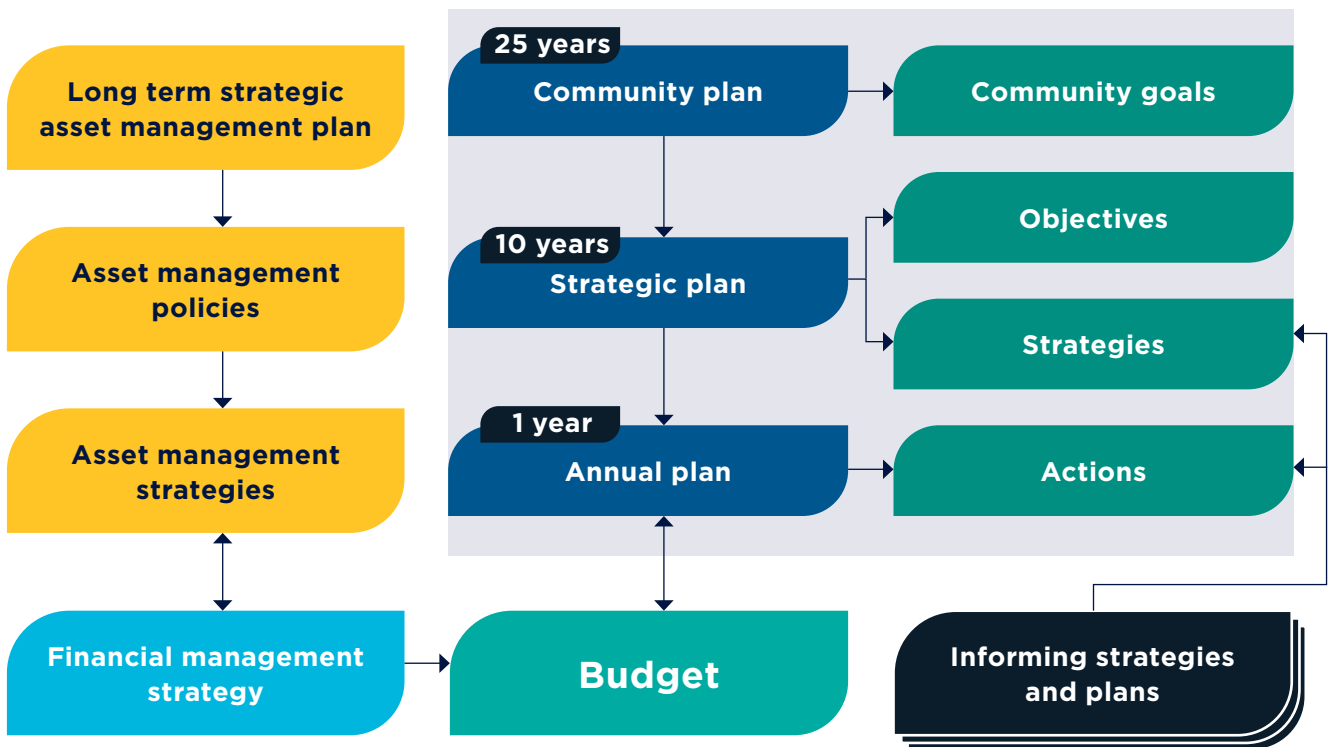 Long term strategic
asset management plan
Asset management
policies
Asset management
strategies
Financial management
strategy
25 years
Community plan
Community goals
10 years
Strategic plan
Objectives
Strategies
1 year
Annual plan
Actions
Budget
Informing strategies
and plans